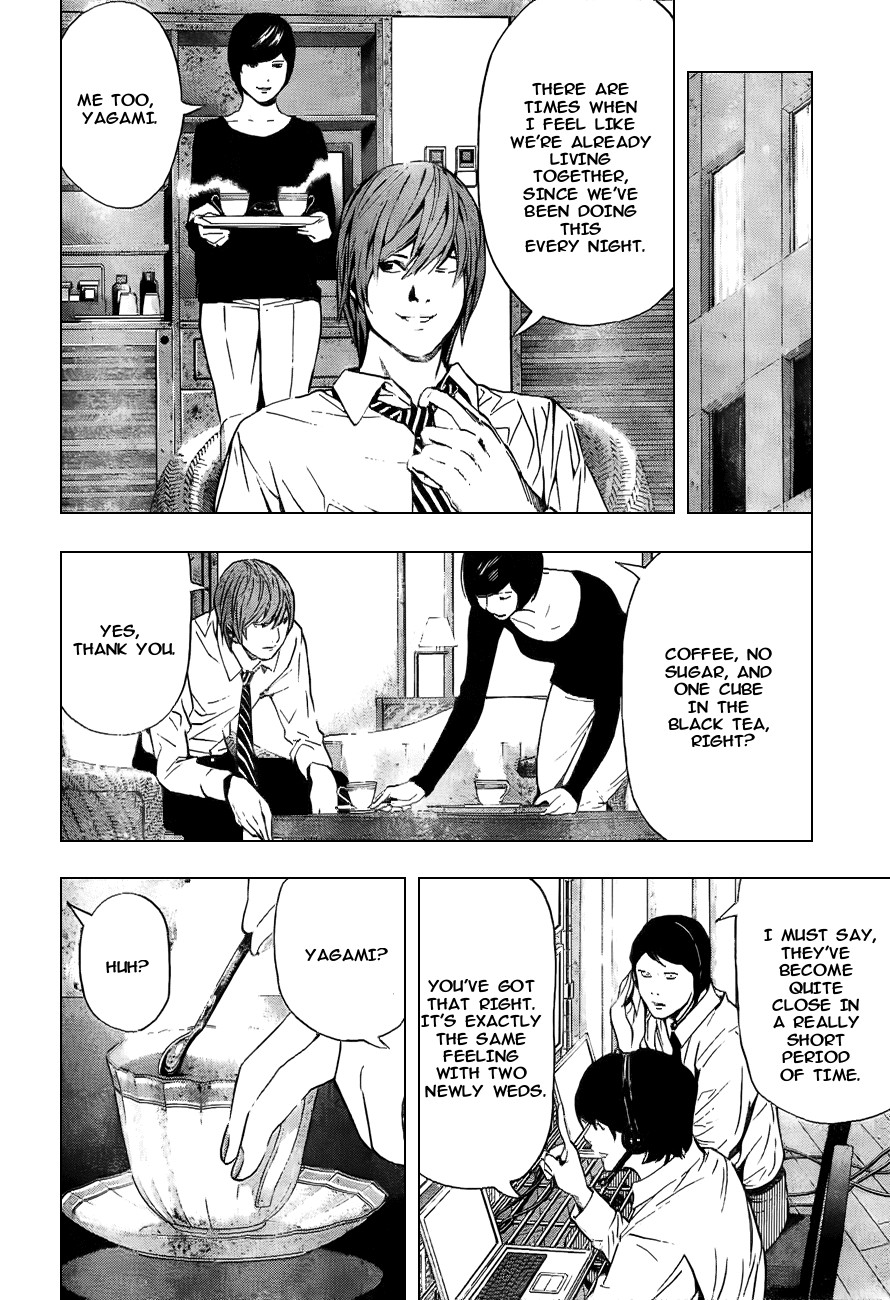 THERE ARE
TIMES WHEN
I FEEL LIKE
WE'RE ALREADY
LIVING
TOGETHER,
SINCE WE'VE
BEEN DOING
THIS
EVERY NIGHT.
ME TOO,
YAGAMI.
COFFEE, NO
SUGAR, AND
ONE CUBE
IN THE
BLACK TEA,
RIGHT?
YES,
THANK YOU.
I MUST SAY,
THEY'VE
BECOME
QUITE
CLOSE IN
A REALLY
SHORT
PERIOD
OF TIME.
YOU'VE GOT
THAT RIGHT.
IT'S EXACTLY
THE SAME
FEELING
WITH TWO
NEWLY WEDS.
YAGAMI?
HUH?